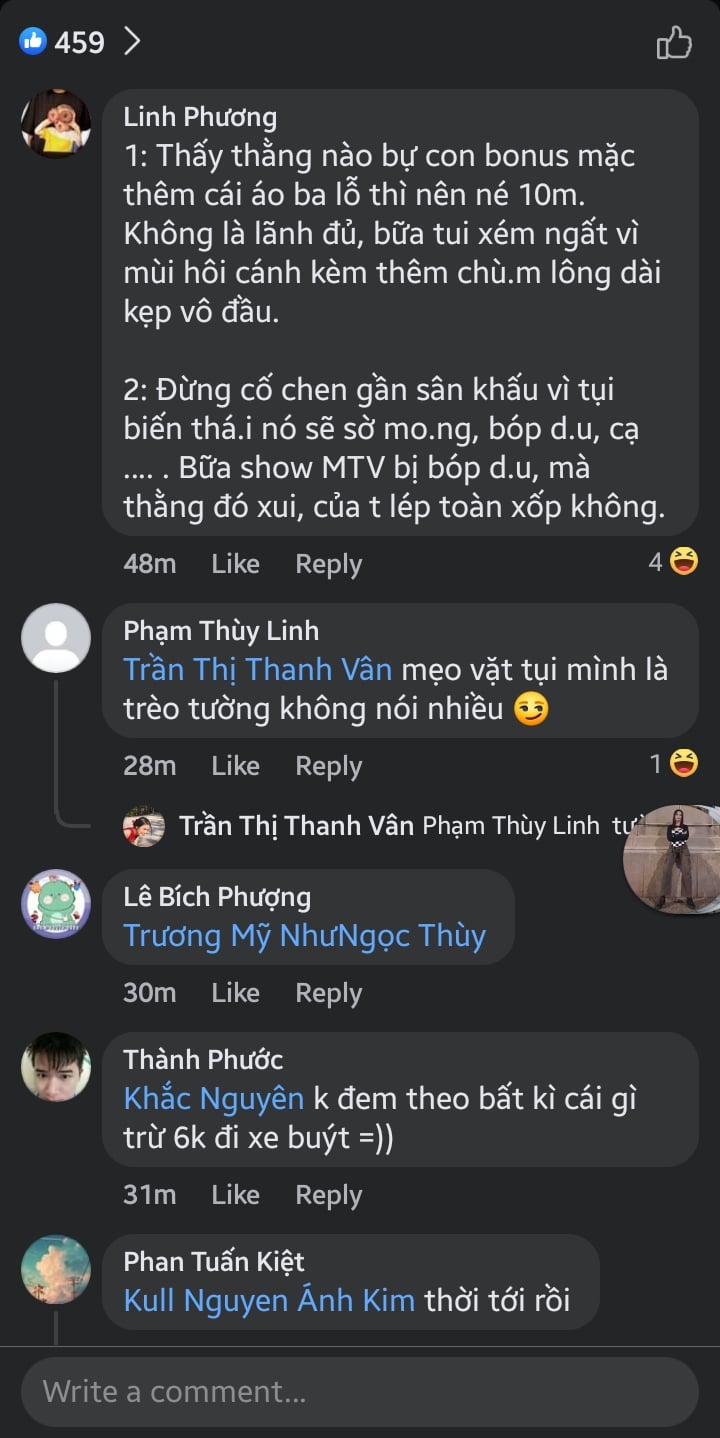 459
Linh Phương
1: Thấy thằng nào bự con bonus mặc
thêm cái áo ba lỗ thì nên né 10m.
Không là lãnh đủ, bữa tui xém ngất vì
mùi hôi cánh kèm thêm chù.m lông dài
kẹp vô đầu.
2: Đừng cố chen gần sân khấu vì tụi
biến thá.i nó sẽ sờ mo.ng, bóp d.u, cạ
.... . Bữa show MTV bị bóp d.u, mà
thằng đó xui, của t lép toàn xốp không.
48m Like Reply 4
Phạm Thùy Linh
Trần Thị Thanh Vân mẹo vặt tụi mình là
trèo tường không nói nhiều
28m Like Reply 1
Trần Thị Thanh Vân Phạm Thùy Linh
Lê Bích Phượng
Trương Mỹ NhưNgọc Thùy
30m Like Reply
Thành Phước
Khắc Nguyên k đem theo bất kì cái gì
trừ 6k đi xe buýt =))
31m Like Reply
Phan Tuấn Kiệt
Kull Nguyen Ánh Kim thời tới rồi
Write a comment...